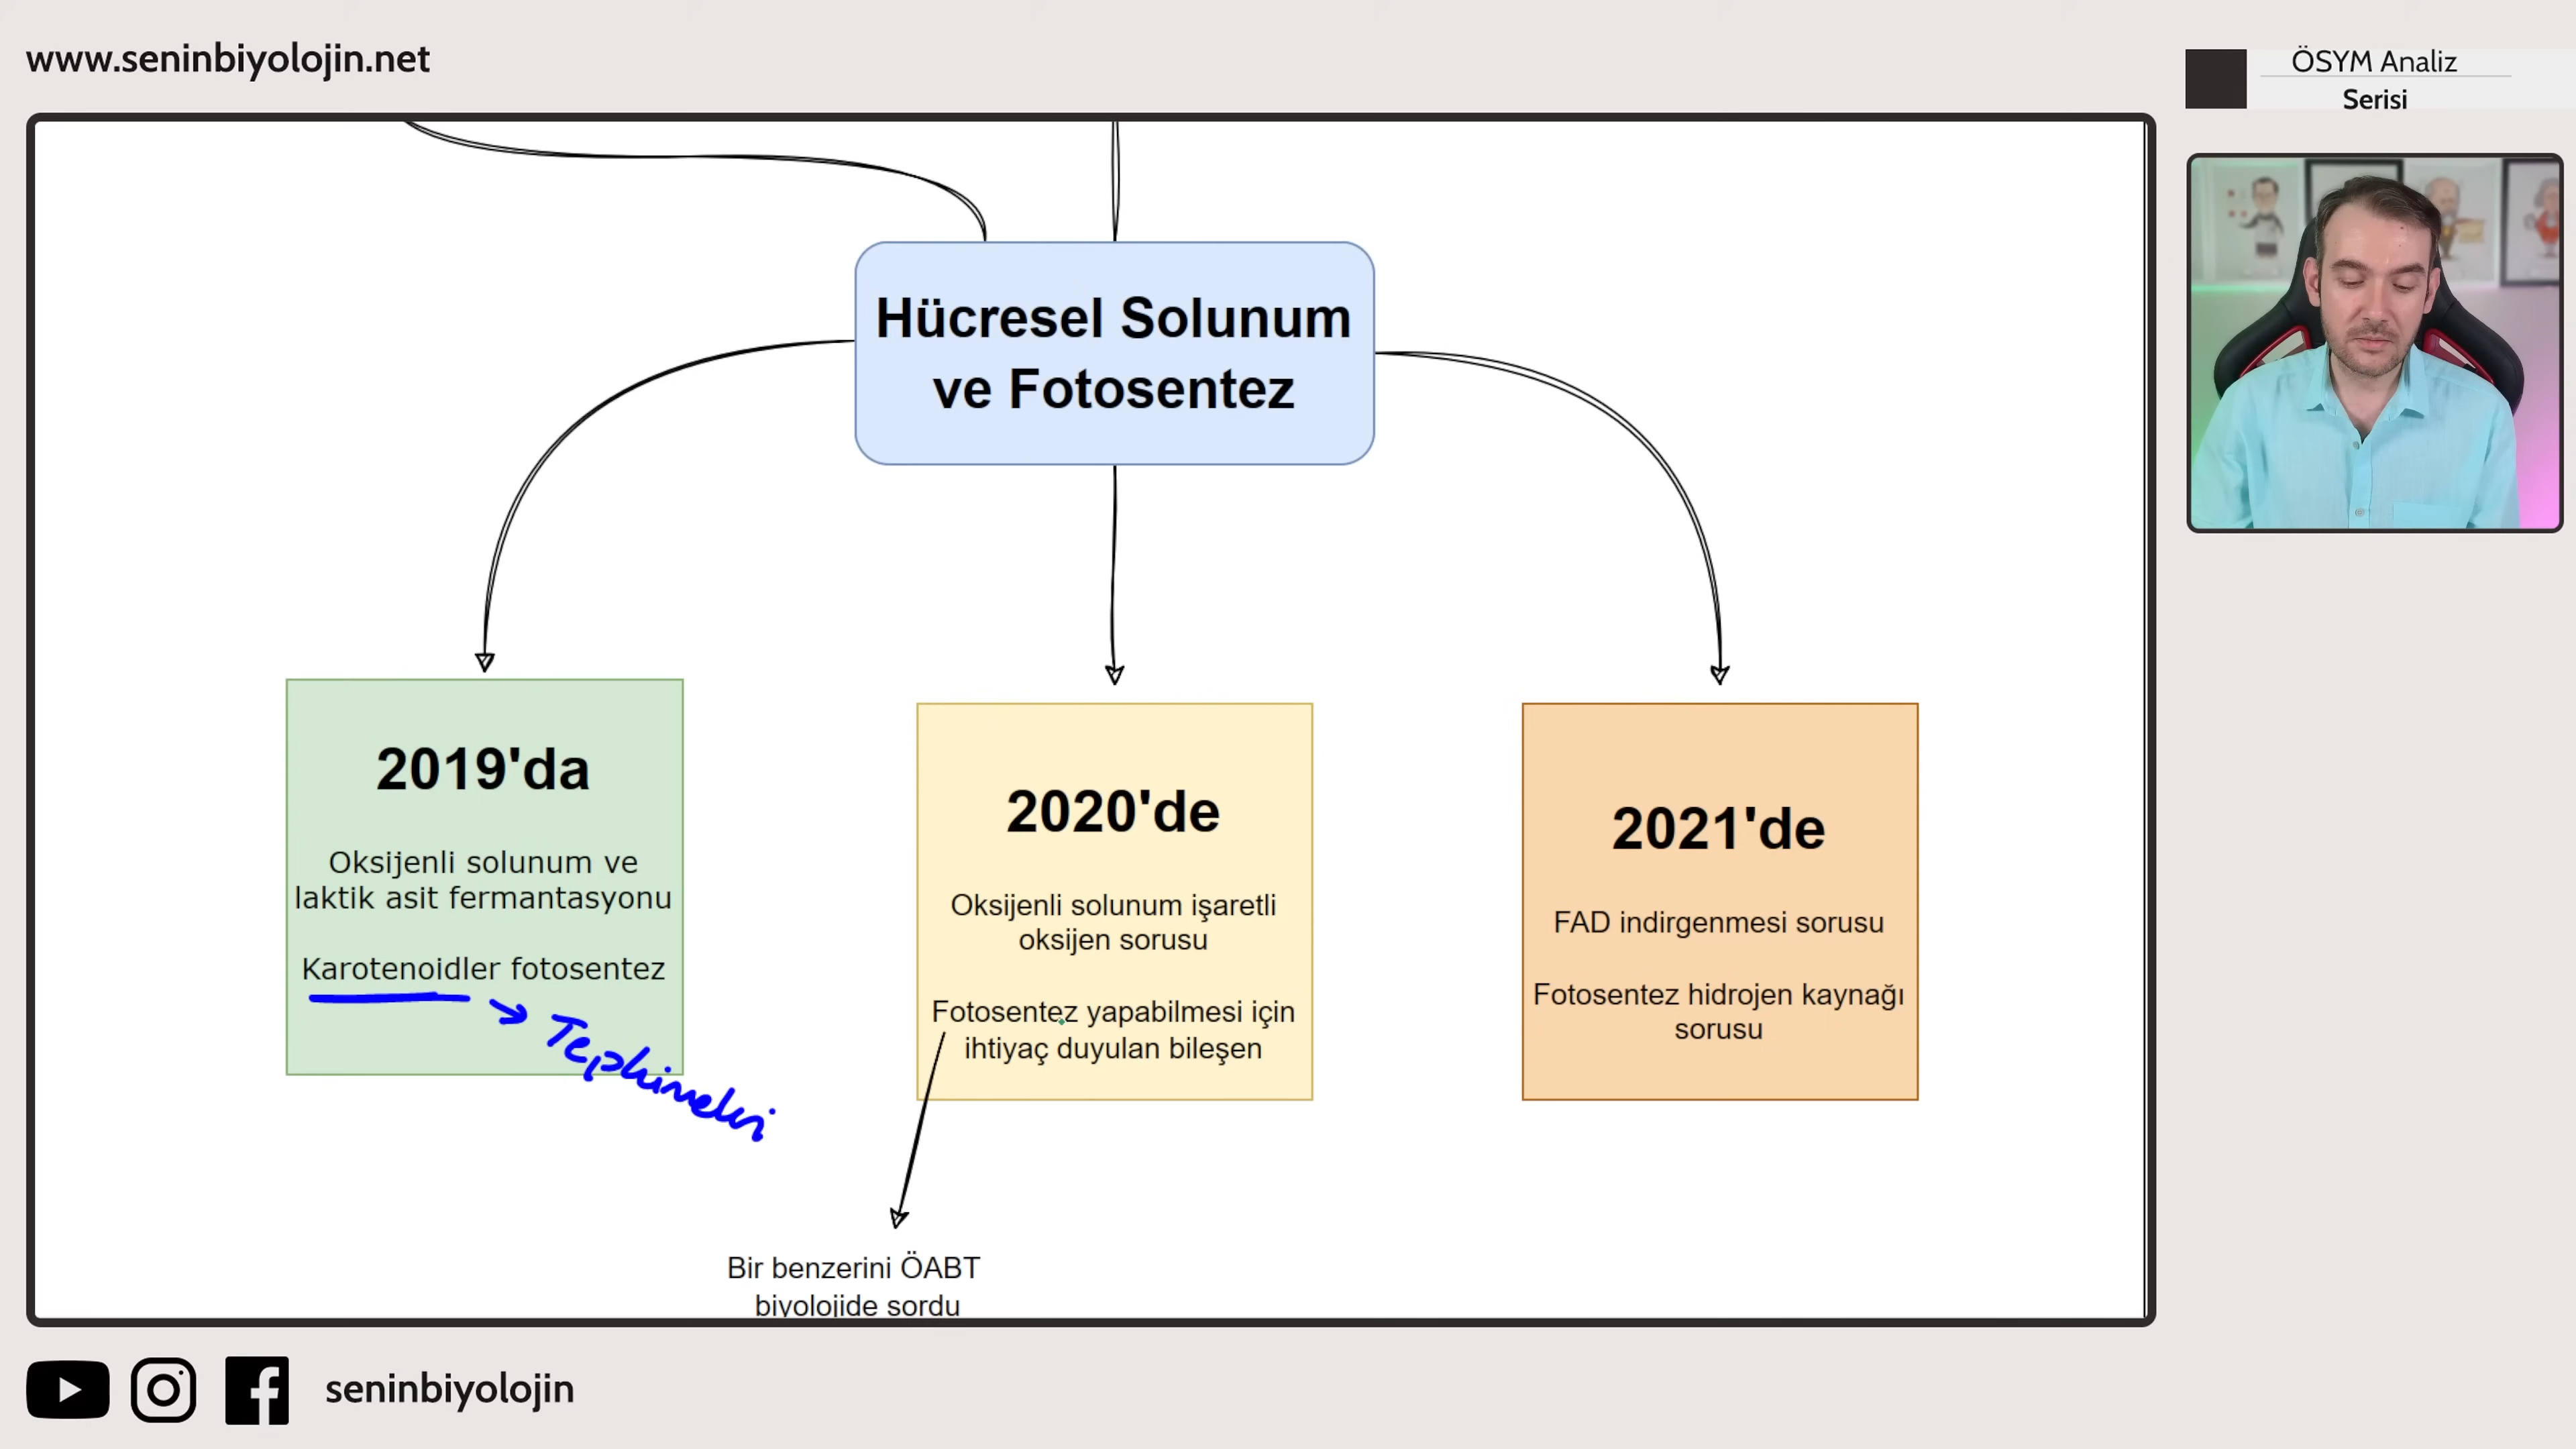 www.seninbiyolojin.net
ÖSYM Analiz
Serisi
Hücresel Solunum
ve Fotosentez
2019'da
Oksijenli solunum ve
laktik asit fermantasyonu
Karotenoidler fotosentez
Tepkimeleri
2020'de
Oksijenli solunum işaretli
oksijen sorusu
Fotosentez yapabilmesi için
ihtiyaç duyulan bileşen
2021'de
FAD indirgenmesi sorusu
Fotosentez hidrojen kaynağı
sorusu
Bir benzerini ÖABT
biyolojide sordu
seninbiyolojin